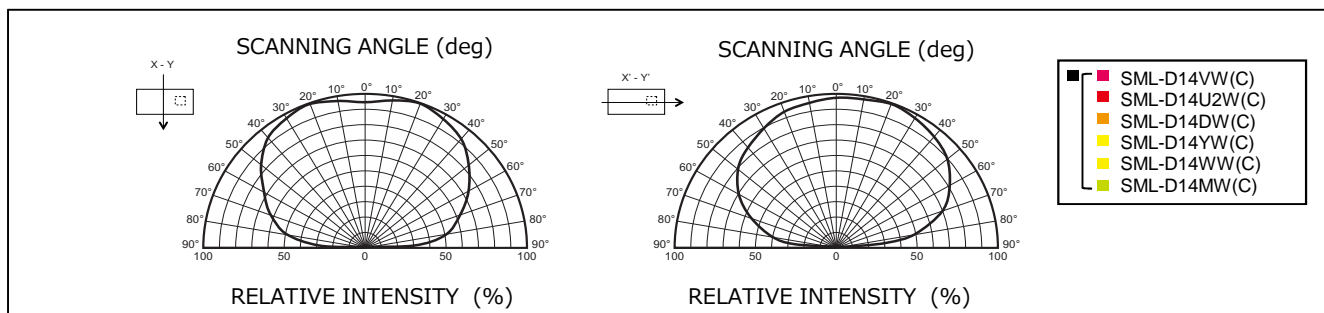 SCANNING ANGLE (deg)
X - Y
0°
10° 10°
20° 20°
30° 30°
40° 40°
50° 50°
60° 60°
70° 70°
80° 80°
90° 90°
100 50 0 50 100
RELATIVE INTENSITY (%)
SCANNING ANGLE (deg)
X' - Y'
0°
10° 10°
20° 20°
30° 30°
40° 40°
50° 50°
60° 60°
70° 70°
80° 80°
90° 90°
100 50 0 50 100
RELATIVE INTENSITY (%)
SML-D14VW(C)
SML-D14U2W(C)
SML-D14DW(C)
SML-D14YW(C)
SML-D14WW(C)
SML-D14MW(C)